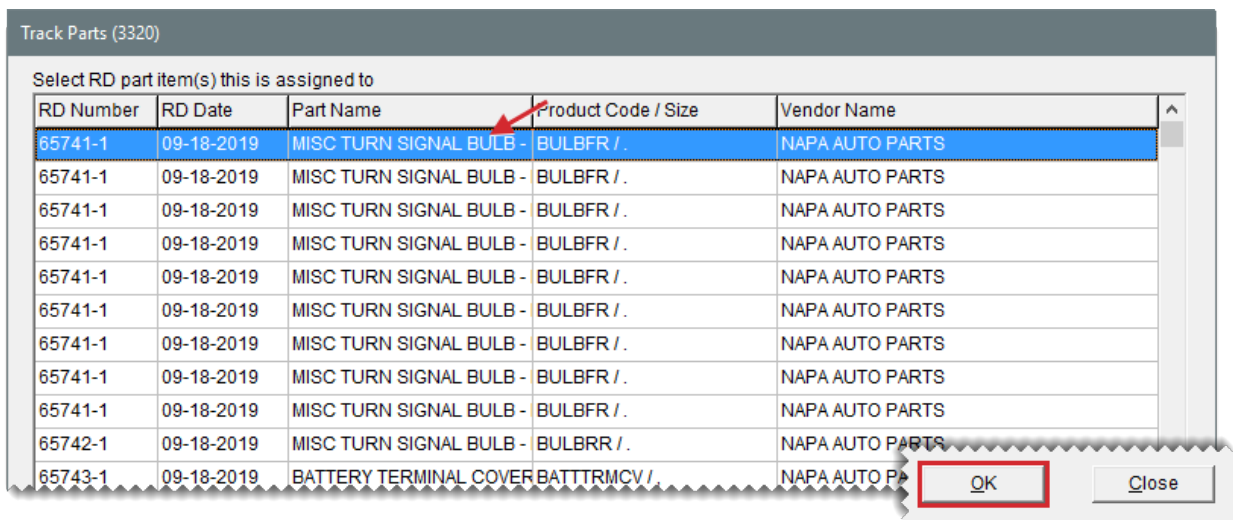 Track Parts (3320)
Select RD part item(s) this is assigned to
RD Number RD Date Part Name Product Code / Size Vendor Name
65741-1 09-18-2019 MISC TURN SIGNAL BULB - BULBFR / . NAPA AUTO PARTS
65741-1 09-18-2019 MISC TURN SIGNAL BULB - BULBFR / . NAPA AUTO PARTS
65741-1 09-18-2019 MISC TURN SIGNAL BULB - BULBFR / . NAPA AUTO PARTS
65741-1 09-18-2019 MISC TURN SIGNAL BULB - BULBFR / . NAPA AUTO PARTS
65741-1 09-18-2019 MISC TURN SIGNAL BULB - BULBFR / . NAPA AUTO PARTS
65741-1 09-18-2019 MISC TURN SIGNAL BULB - BULBFR / . NAPA AUTO PARTS
65741-1 09-18-2019 MISC TURN SIGNAL BULB - BULBFR / . NAPA AUTO PARTS
65741-1 09-18-2019 MISC TURN SIGNAL BULB - BULBFR / . NAPA AUTO PARTS
65741-1 09-18-2019 MISC TURN SIGNAL BULB - BULBFR / . NAPA AUTO PARTS
65742-1 09-18-2019 MISC TURN SIGNAL BULB - BULBRR / . NAPA AUTO PARTS
65743-1 09-18-2019 BATTERY TERMINAL COVER BATTTRMCV / . NAPA AUTO PA
OK Close